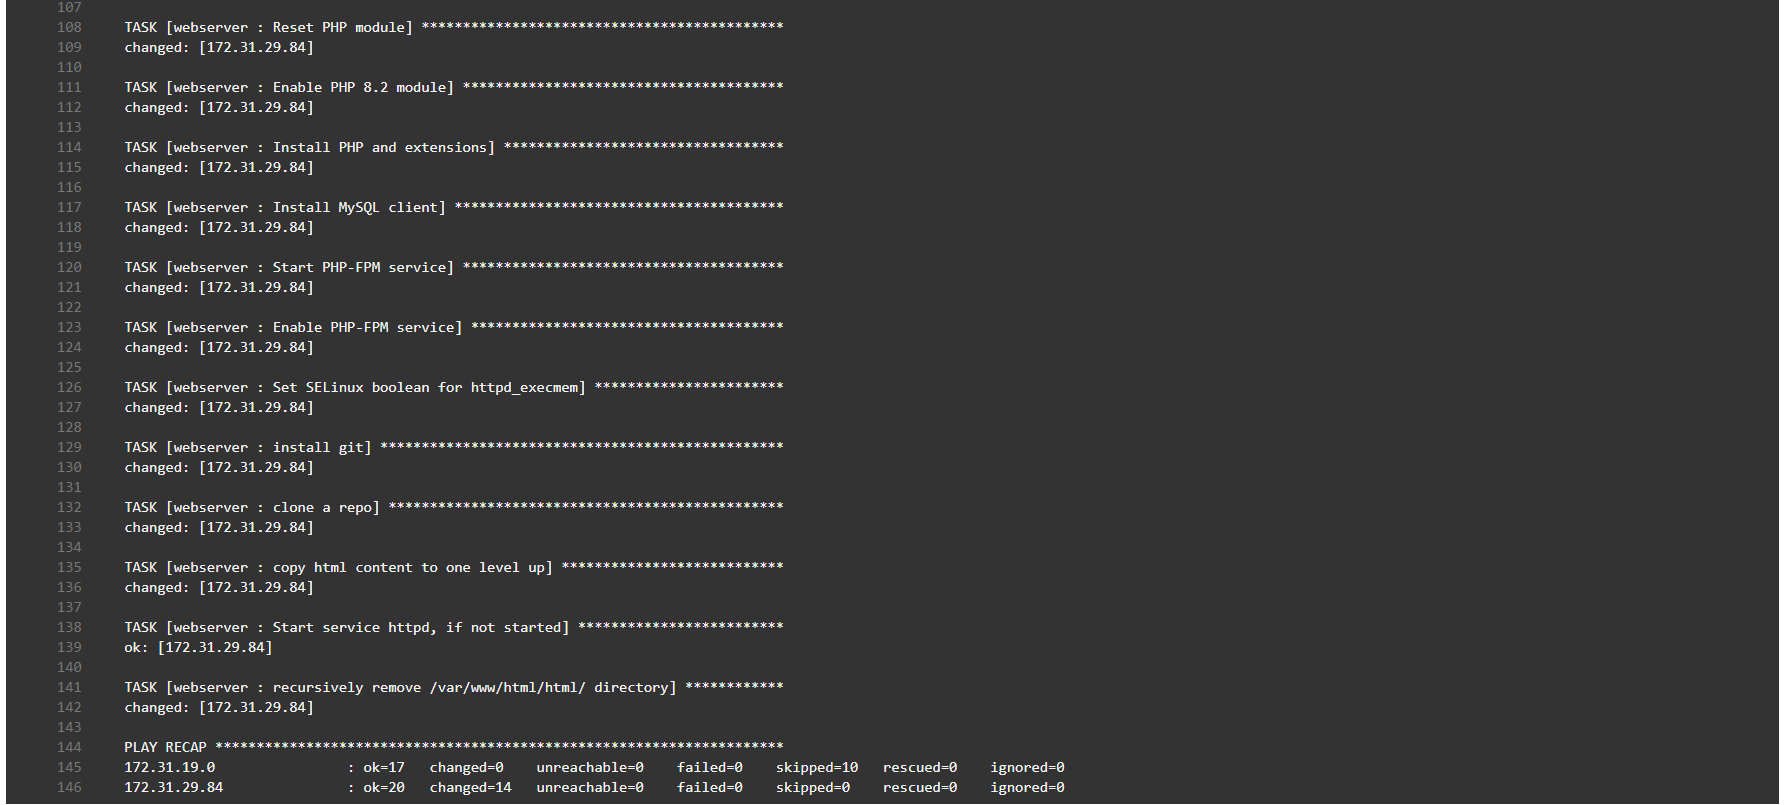 107
108 TASK [webserver : Reset PHP module] ********************************************
109 changed: [172.31.29.84]
110
111 TASK [webserver : Enable PHP 8.2 module] ***************************************
112 changed: [172.31.29.84]
113
114 TASK [webserver : Install PHP and extensions] **********************************
115 changed: [172.31.29.84]
116
117 TASK [webserver : Install MySQL client] ****************************************
118 changed: [172.31.29.84]
119
120 TASK [webserver : Start PHP-FPM service] ***************************************
121 changed: [172.31.29.84]
122
123 TASK [webserver : Enable PHP-FPM service] **************************************
124 changed: [172.31.29.84]
125
126 TASK [webserver : Set SELinux boolean for httpd_execmem] ***********************
127 changed: [172.31.29.84]
128
129 TASK [webserver : install git] *************************************************
130 changed: [172.31.29.84]
131
132 TASK [webserver : clone a repo] ************************************************
133 changed: [172.31.29.84]
134
135 TASK [webserver : copy html content to one level up] ***************************
136 changed: [172.31.29.84]
137
138 TASK [webserver : Start service httpd, if not started] *************************
139 ok: [172.31.29.84]
140
141 TASK [webserver : recursively remove /var/www/html/html/ directory] ************
142 changed: [172.31.29.84]
143
144 PLAY RECAP *********************************************************************
145 172.31.19.0                : ok=17   changed=0    unreachable=0    failed=0    skipped=10   rescued=0    ignored=0
146 172.31.29.84               : ok=20   changed=14   unreachable=0    failed=0    skipped=0    rescued=0    ignored=0